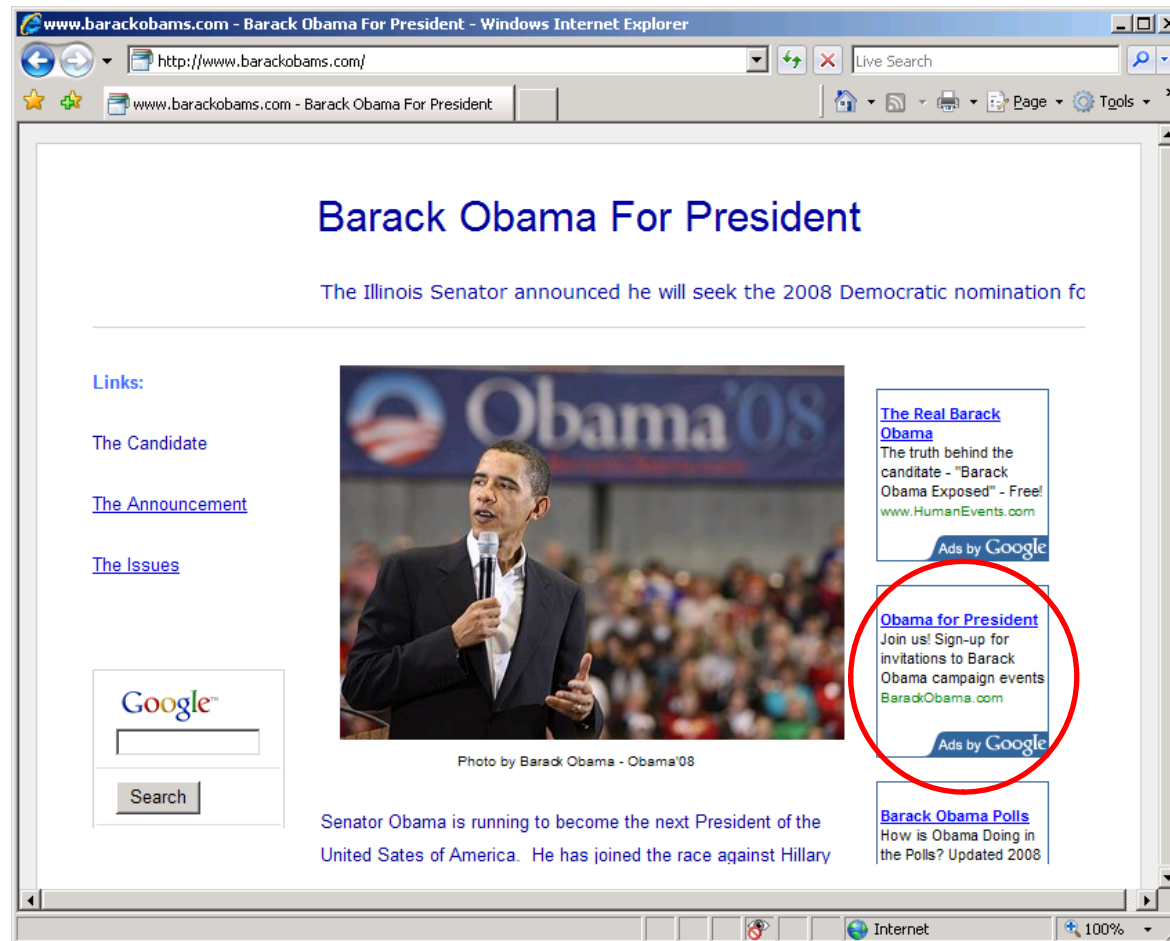 www.barackobams.com - Barack Obama For President - Windows Internet Explorer
http://www.barackobams.com/
Live Search
www.barackobams.com - Barack Obama For President
Page
Tools
Barack Obama For President
The Illinois Senator announced he will seek the 2008 Democratic nomination fo
Links:
The Candidate
The Announcement
The Issues
Google™
Search
Obama'08
BarackObama.com
Photo by Barack Obama - Obama'08
Senator Obama is running to become the next President of the
United Sates of America. He has joined the race against Hillary
The Real Barack
Obama
The truth behind the
canditate - "Barack
Obama Exposed" - Free!
www.HumanEvents.com
Ads by Google
Obama for President
Join us! Sign-up for
invitations to Barack
Obama campaign events
BarackObama.com
Ads by Google
Barack Obama Polls
How is Obama Doing in
the Polls? Updated 2008
Internet
100%